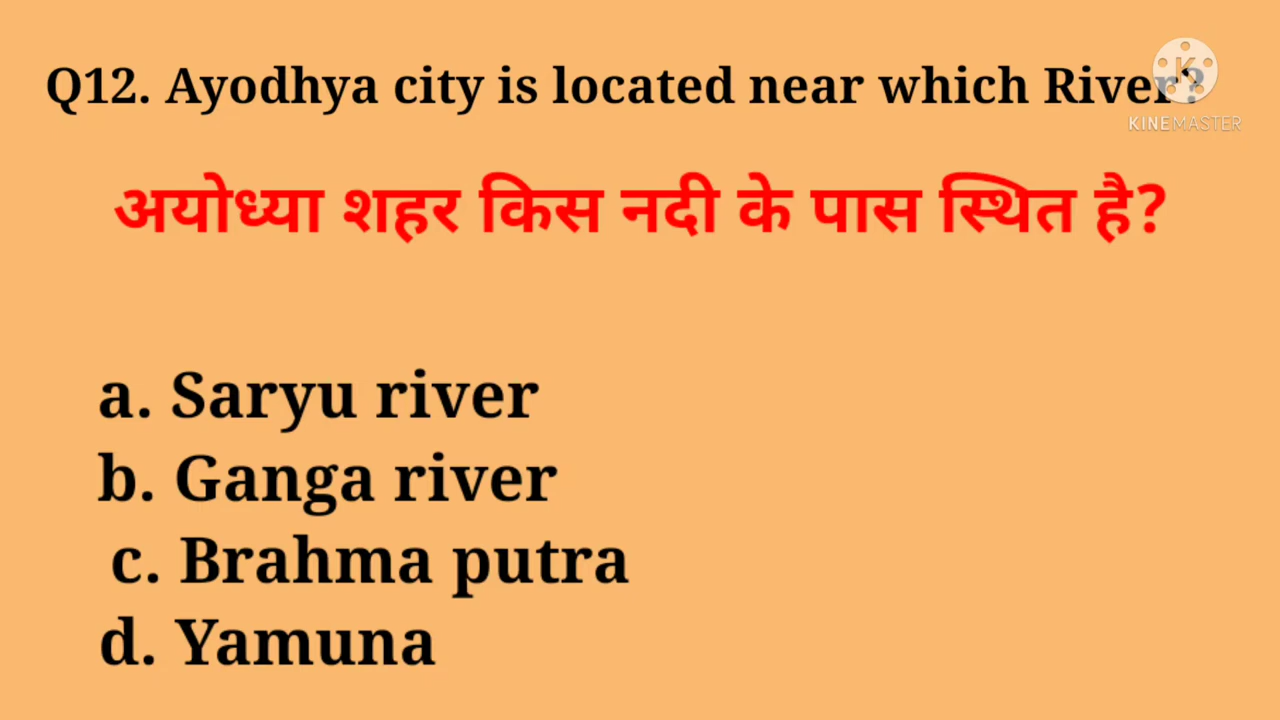 Q12. Ayodhya city is located near which River?
KINEMASTER
अयोध्या शहर किस नदी के पास स्थित है?
a. Saryu river
b. Ganga river
c. Brahma putra
d. Yamuna